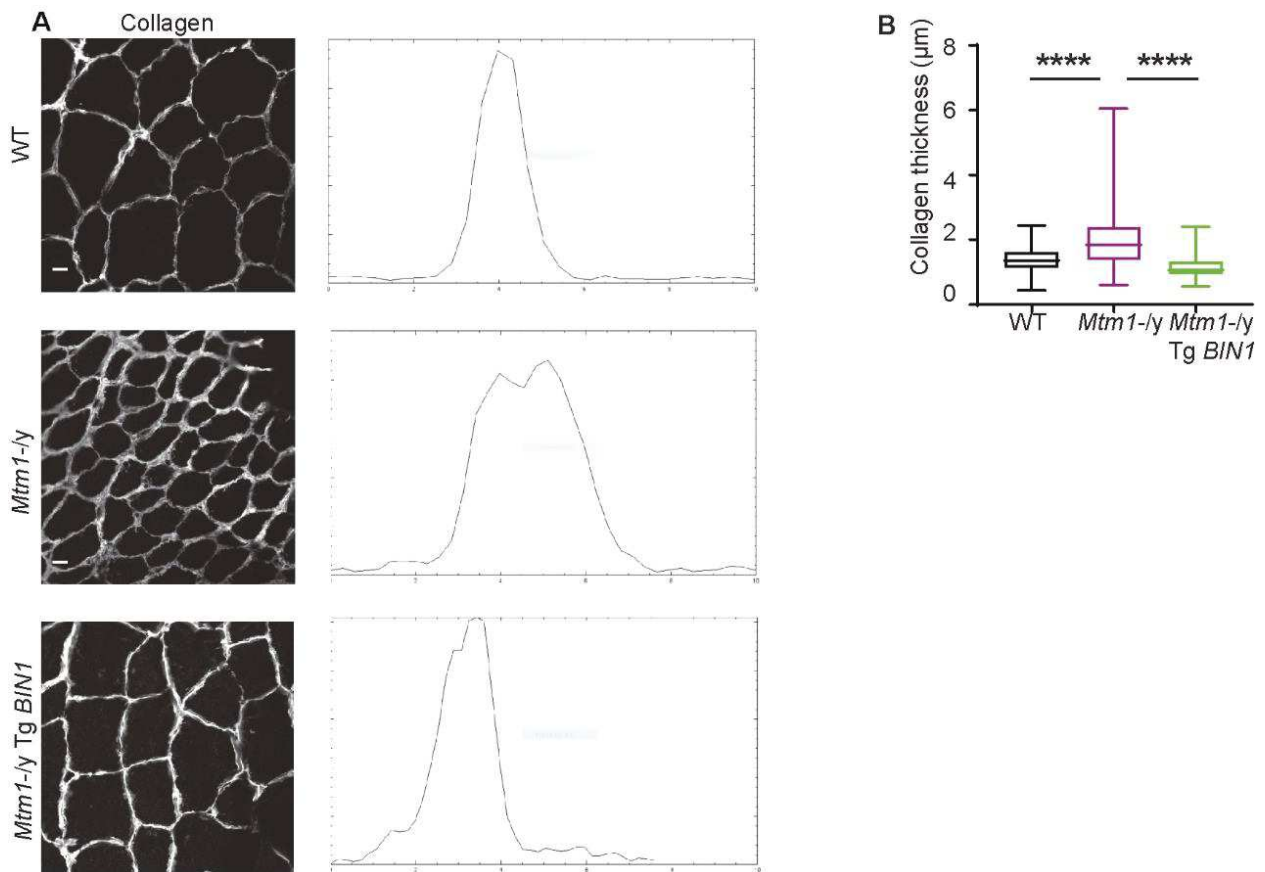 A
Collagen
WT
Mtm1-/y
Mtm1-/y Tg BIN1
B
Collagen thickness (µm)
8
6
4
2
0
**** ****
WT Mtm1-/y Mtm1-/y
Tg BIN1